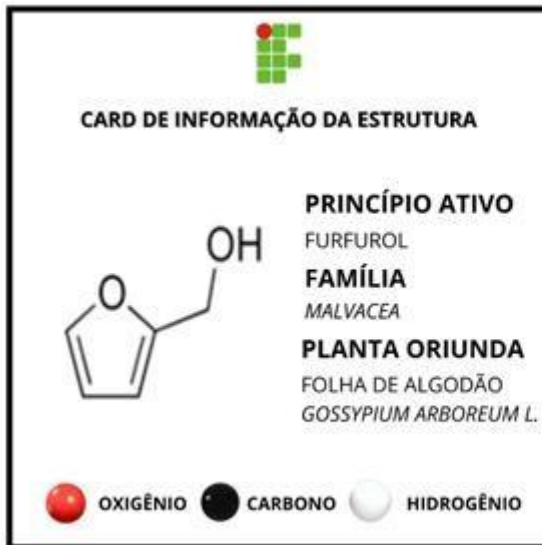 CARD DE INFORMAÇÃO DA ESTRUTURA
PRINCÍPIO ATIVO
FURFUROL
FAMÍLIA
MALVACEA
PLANTA ORIUNDA
FOLHA DE ALGODÃO
GOSSYPIUM ARBOREUM L.
OH
O
OXIGÊNIO CARBONO HIDROGÊNIO